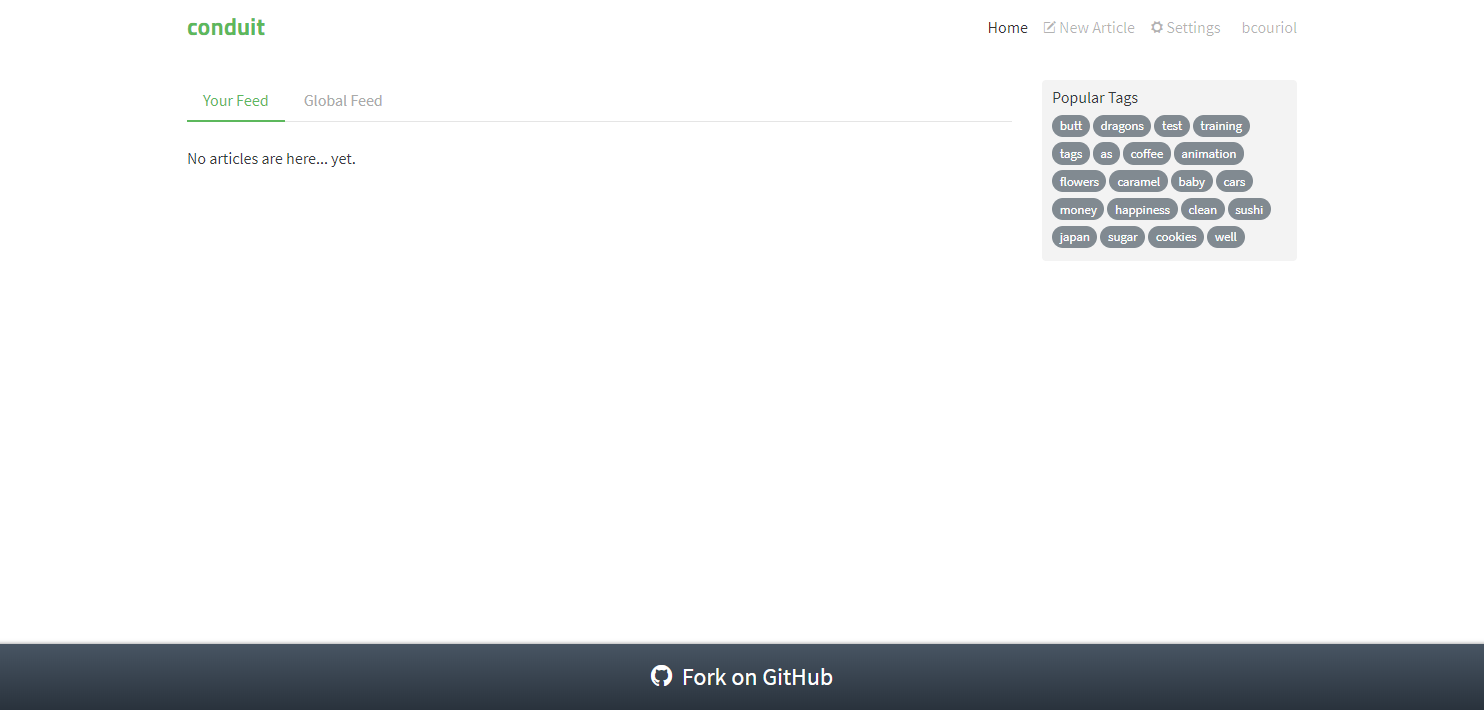 conduit
Home New Article Settings bcouriol
Your Feed Global Feed
No articles are here... yet.
Popular Tags
butt dragons test training
tags as coffee animation
flowers caramel baby cars
money happiness clean sushi
japan sugar cookies well
Fork on GitHub